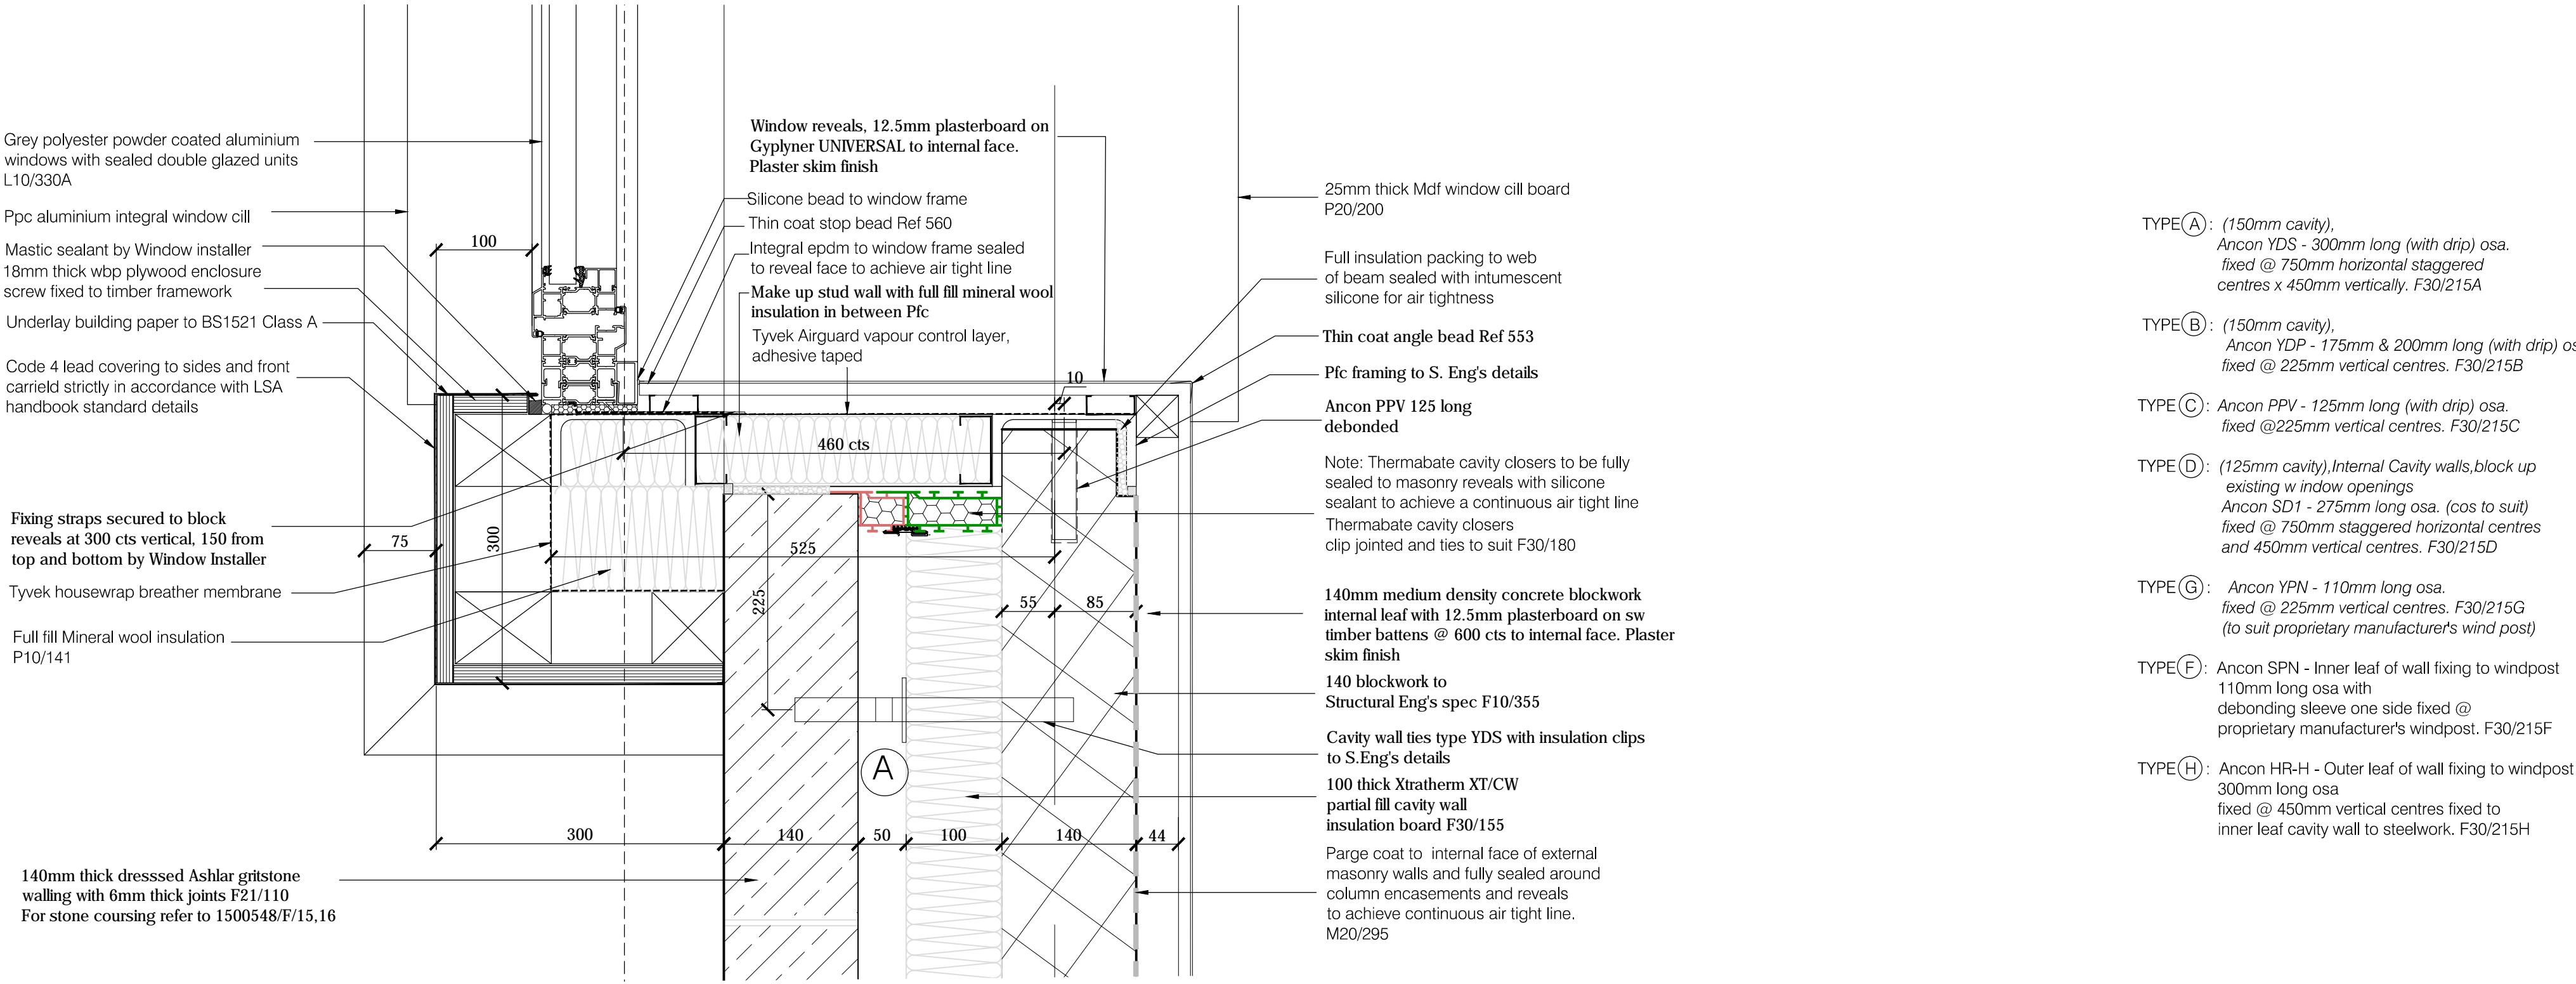 Grey polyester powder coated aluminium
windows with sealed double glazed units
L10/330A
Ppc aluminium integral window cill
Mastic sealant by Window installer
18mm thick wbp plywood enclosure
screw fixed to timber framework
Underlay building paper to BS1521 Class A
Code 4 lead covering to sides and front
carrield strictly in accordance with LSA
handbook standard details
Fixing straps secured to block
reveals at 300 cts vertical, 150 from
top and bottom by Window Installer
Tyvek housewrap breather membrane
Full fill Mineral wool insulation
P10/141
140mm thick dresssed Ashlar gritstone
walling with 6mm thick joints F21/110
For stone coursing refer to 1500548/F/15,16
Window reveals, 12.5mm plasterboard on
Gyplyner UNIVERSAL to internal face.
Plaster skim finish
Silicone bead to window frame
Thin coat stop bead Ref 560
Integral epdm to window frame sealed
to reveal face to achieve air tight line
Make up stud wall with full fill mineral wool
insulation in between Pfc
Tyvek Airguard vapour control layer,
adhesive taped
100
10
460 cts
300
75
525
225
55
85
A
300
140
50
100
140
44
25mm thick Mdf window cill board
P20/200
Full insulation packing to web
of beam sealed with intumescent
silicone for air tightness
Thin coat angle bead Ref 553
Pfc framing to S. Eng's details
Ancon PPV 125 long
debonded
Note: Thermabate cavity closers to be fully
sealed to masonry reveals with silicone
sealant to achieve a continuous air tight line
Thermabate cavity closers
clip jointed and ties to suit F30/180
140mm medium density concrete blockwork
internal leaf with 12.5mm plasterboard on sw
timber battens @ 600 cts to internal face. Plaster
skim finish
140 blockwork to
Structural Eng's spec F10/355
Cavity wall ties type YDS with insulation clips
to S.Eng's details
100 thick Xtratherm XT/CW
partial fill cavity wall
insulation board F30/155
Parge coat to internal face of external
masonry walls and fully sealed around
column encasements and reveals
to achieve continuous air tight line.
M20/295
TYPE A : (150mm cavity),
Ancon YDS - 300mm long (with drip) osa.
fixed @ 750mm horizontal staggered
centres x 450mm vertically. F30/215A
TYPE B : (150mm cavity),
Ancon YDP - 175mm & 200mm long (with drip) os
fixed @ 225mm vertical centres. F30/215B
TYPE C : Ancon PPV - 125mm long (with drip) osa.
fixed @225mm vertical centres. F30/215C
TYPE D : (125mm cavity),Internal Cavity walls,block up
existing w indow openings
Ancon SD1 - 275mm long osa. (cos to suit)
fixed @ 750mm staggered horizontal centres
and 450mm vertical centres. F30/215D
TYPE G : Ancon YPN - 110mm long osa.
fixed @ 225mm vertical centres. F30/215G
(to suit proprietary manufacturer's wind post)
TYPE F : Ancon SPN - Inner leaf of wall fixing to windpost
110mm long osa with
debonding sleeve one side fixed @
proprietary manufacturer's windpost. F30/215F
TYPE H : Ancon HR-H - Outer leaf of wall fixing to windpost
300mm long osa
fixed @ 450mm vertical centres fixed to
inner leaf cavity wall to steelwork. F30/215H